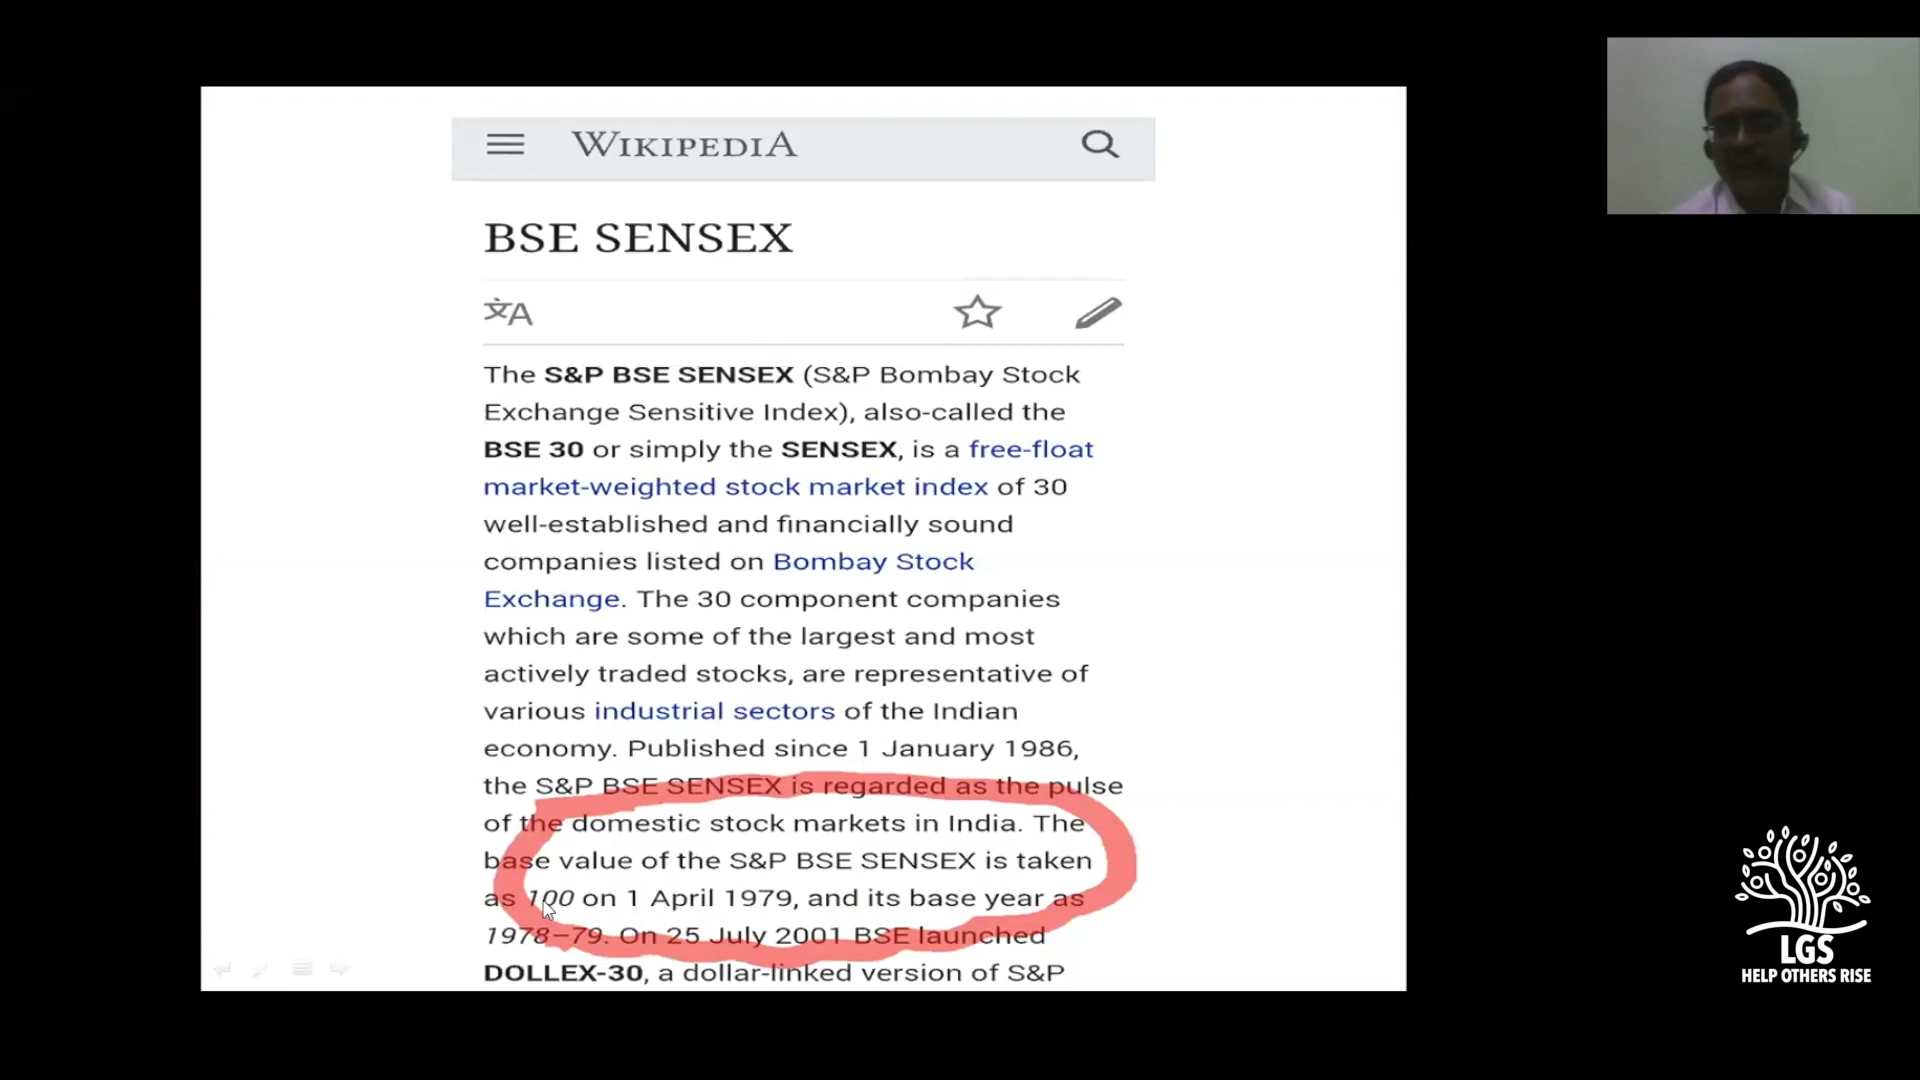 WIKIPEDIA
BSE SENSEX
文A
The S&P BSE SENSEX (S&P Bombay Stock
Exchange Sensitive Index), also-called the
BSE 30 or simply the SENSEX, is a free-float
market-weighted stock market index of 30
well-established and financially sound
companies listed on Bombay Stock
Exchange. The 30 component companies
which are some of the largest and most
actively traded stocks, are representative of
various industrial sectors of the Indian
economy. Published since 1 January 1986,
the S&P BSE SENSEX is regarded as the pulse
of the domestic stock markets in India. The
base value of the S&P BSE SENSEX is taken
as 100 on 1 April 1979, and its base year as
1978–79. On 25 July 2001 BSE launched
DOLLEX-30, a dollar-linked version of S&P
LGS
HELP OTHERS RISE